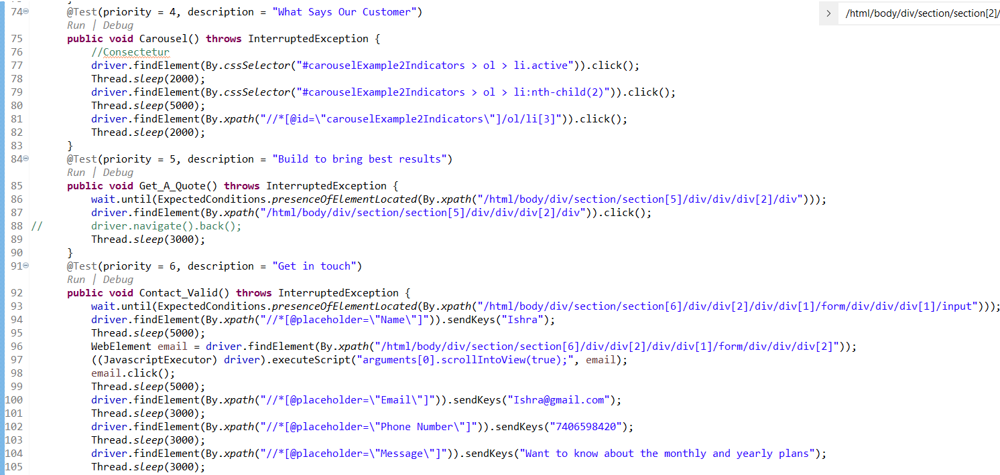 74 @Test(priority = 4, description = "What Says Our Customer")
/html/body/div/section/section[2]/
Run | Debug
75 public void Carousel() throws InterruptedException {
76 //Consectetur
77 driver.findElement(By.cssSelector("#carouselExample2Indicators > ol > li.active")).click();
78 Thread.sleep(2000);
79 driver.findElement(By.cssSelector("#carouselExample2Indicators > ol > li:nth-child(2)")).click();
80 Thread.sleep(5000);
81 driver.findElement(By.xpath("//*[@id=\"carouselExample2Indicators\"]/ol/li[3]")).click();
82 Thread.sleep(2000);
83 }
84 @Test(priority = 5, description = "Build to bring best results")
Run | Debug
85 public void Get_A_Quote() throws InterruptedException {
86 wait.until(ExpectedConditions.presenceOfElementLocated(By.xpath("/html/body/div/section/section[5]/div/div/div[2]/div")));
87 driver.findElement(By.xpath("/html/body/div/section/section[5]/div/div/div[2]/div")).click();
88 // driver.navigate().back();
89 Thread.sleep(3000);
90 }
91 @Test(priority = 6, description = "Get in touch")
Run | Debug
92 public void Contact_Valid() throws InterruptedException {
93 wait.until(ExpectedConditions.presenceOfElementLocated(By.xpath("/html/body/div/section/section[6]/div/div[2]/div/div[1]/form/div/div/div[1]/input")));
94 driver.findElement(By.xpath("//*[@placeholder=\"Name\"]")).sendKeys("Ishra");
95 Thread.sleep(5000);
96 WebElement email = driver.findElement(By.xpath("/html/body/div/section/section[6]/div/div[2]/div/div[1]/form/div/div/div[2]"));
97 ((JavascriptExecutor) driver).executeScript("arguments[0].scrollIntoView(true);", email);
98 email.click();
99 Thread.sleep(5000);
100 driver.findElement(By.xpath("//*[@placeholder=\"Email\"]")).sendKeys("Ishra@gmail.com");
101 Thread.sleep(3000);
102 driver.findElement(By.xpath("//*[@placeholder=\"Phone Number\"]")).sendKeys("7406598420");
103 Thread.sleep(3000);
104 driver.findElement(By.xpath("//*[@placeholder=\"Message\"]")).sendKeys("Want to know about the monthly and yearly plans");
105 Thread.sleep(3000);